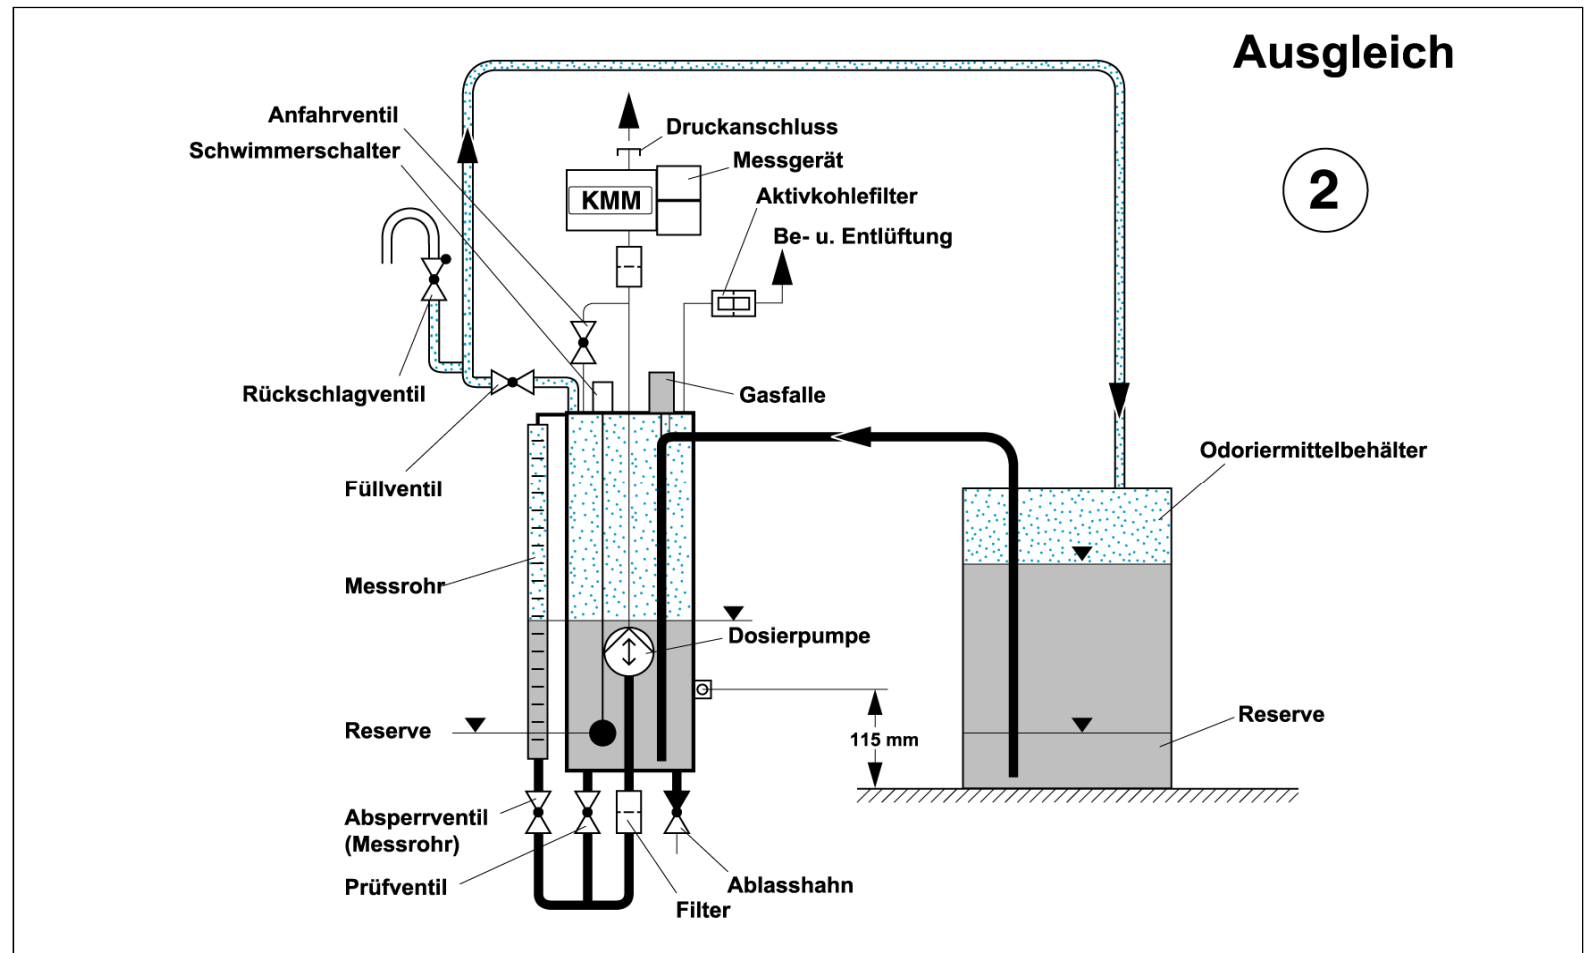 Ausgleich
2
Anfahrventil
Schwimmerschalter
Druckanschluss
Messgerät
KMM
Aktivkohlefilter
Be- u. Entlüftung
Rückschlagventil
Gasfalle
Füllventil
Odoriermittelbehälter
Messrohr
Dosierpumpe
Reserve
115 mm
Reserve
Absperrventil
(Messrohr)
Prüfventil
Ablasshahn
Filter